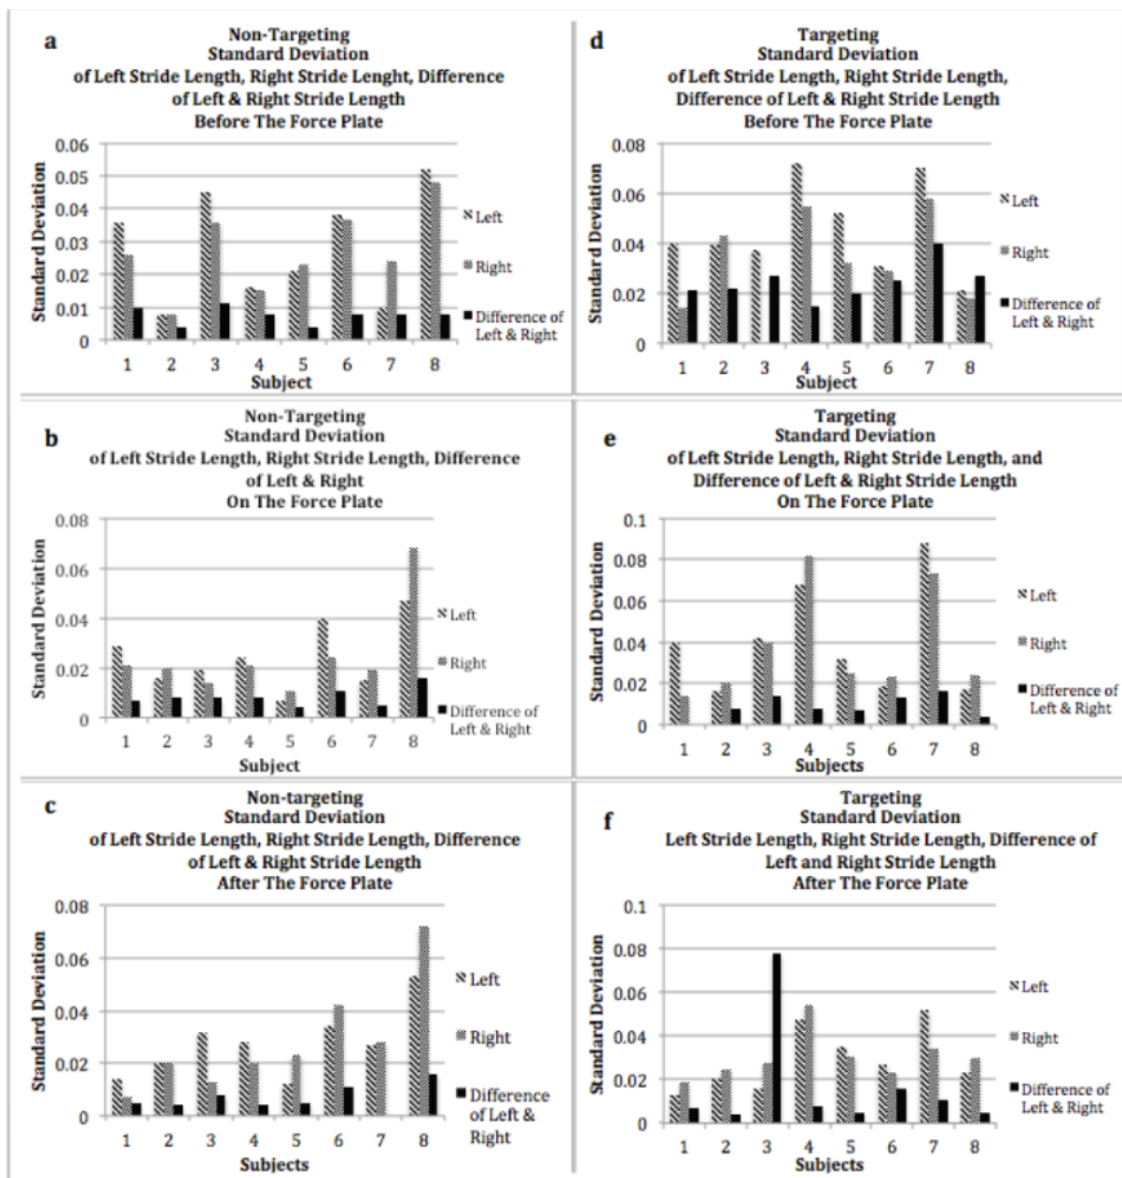 a
Non-Targeting
Standard Deviation
of Left Stride Length, Right Stride Lenght, Difference
of Left & Right Stride Length
Before The Force Plate
0.06
0.05
0.04
0.03
0.02
0.01
0
Standard Deviation
1 2 3 4 5 6 7 8
Subject
Left
Right
Difference of
Left & Right
d
Targeting
Standard Deviation
of Left Stride Length, Right Stride Length,
Difference of Left & Right Stride Length
Before The Force Plate
0.08
0.06
0.04
0.02
0
Standard Deviation
1 2 3 4 5 6 7 8
Subject
Left
Right
Difference of
Left & Right
b
Non-Targeting
Standard Deviation
of Left Stride Length, Right Stride Length, Difference
of Left & Right
On The Force Plate
0.08
0.06
0.04
0.02
0
Standard Deviation
1 2 3 4 5 6 7 8
Subject
Left
Right
Difference of
Left & Right
e
Targeting
Standard Deviation
of Left Stride Length, Right Stride Length, and
Difference of Left & Right Stride Length
On The Force Plate
0.1
0.08
0.06
0.04
0.02
0
Standard Deviation
1 2 3 4 5 6 7 8
Subjects
Left
Right
Difference of
Left & Right
c
Non-targeting
Standard Deviation
of Left Stride Length, Right Stride Length, Difference
of Left & Right Stride Length
After The Force Plate
0.08
0.06
0.04
0.02
0
Standard Deviation
1 2 3 4 5 6 7 8
Subjects
Left
Right
Difference
of Left &
Right
f
Targeting
Standard Deviation
Left Stride Length, Right Stride Length, Difference of
Left and Right Stride Length
After The Force Plate
0.1
0.08
0.06
0.04
0.02
0
Standard Deviation
1 2 3 4 5 6 7 8
Subjects
Left
Right
Difference of
Left & Right